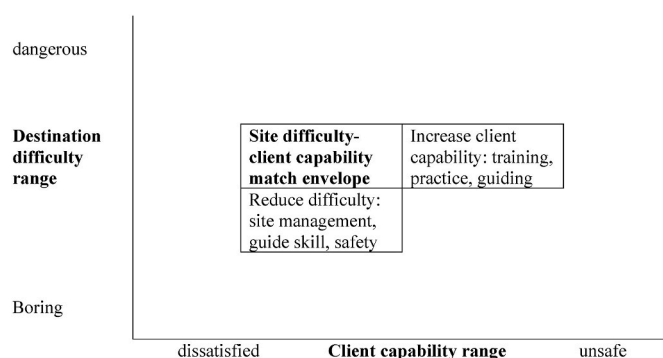 dangerous
Destination
difficulty
range
Site difficulty-
client capability
match envelope
Increase client
capability: training,
practice, guiding
Reduce difficulty:
site management,
guide skill, safety
Boring
dissatisfied
Client capability range
unsafe